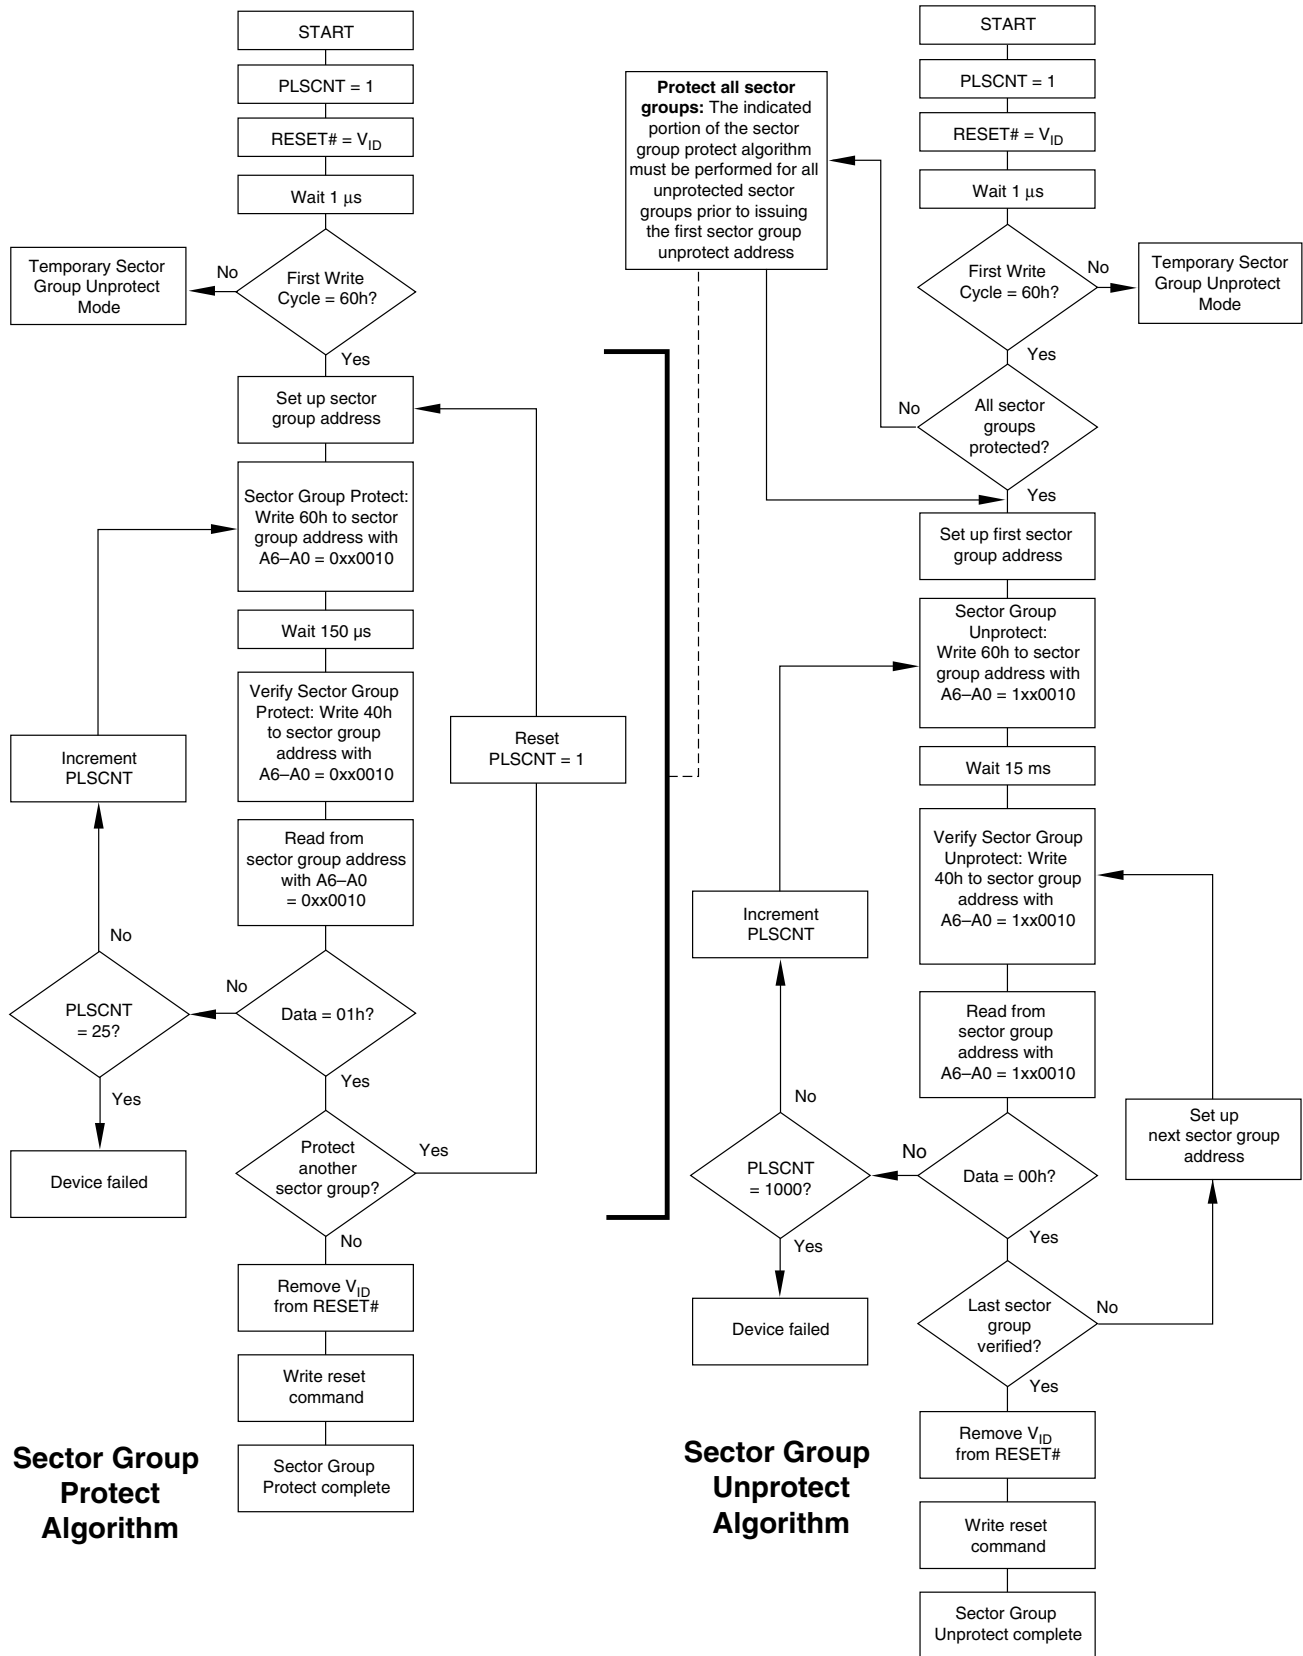 START
PLSCNT = 1
RESET# = VID
Wait 1 μs
First Write
Cycle = 60h?
No
Temporary Sector
Group Unprotect
Mode
Yes
Set up sector
group address
Sector Group Protect:
Write 60h to sector
group address with
A6–A0 = 0xx0010
Wait 150 µs
Verify Sector Group
Protect: Write 40h
to sector group
address with
A6–A0 = 0xx0010
Read from
sector group address
with A6–A0
= 0xx0010
Data = 01h?
No
PLSCNT
= 25?
No
Increment
PLSCNT
Yes
Device failed
Yes
Protect
another
sector group?
Yes
Reset
PLSCNT = 1
No
Remove VID
from RESET#
Write reset
command
Sector Group
Protect complete
Sector Group
Protect
Algorithm
Protect all sector
groups: The indicated
portion of the sector
group protect algorithm
must be performed for all
unprotected sector
groups prior to issuing
the first sector group
unprotect address
START
PLSCNT = 1
RESET# = VID
Wait 1 μs
First Write
Cycle = 60h?
No
Temporary Sector
Group Unprotect
Mode
Yes
All sector
groups
protected?
No
Yes
Set up first sector
group address
Sector Group
Unprotect:
Write 60h to sector
group address with
A6–A0 = 1xx0010
Wait 15 ms
Verify Sector Group
Unprotect: Write
40h to sector group
address with
A6–A0 = 1xx0010
Read from
sector group
address with
A6–A0 = 1xx0010
Data = 00h?
No
PLSCNT
= 1000?
No
Increment
PLSCNT
Yes
Device failed
Yes
Last sector
group
verified?
No
Set up
next sector group
address
Yes
Remove VID
from RESET#
Write reset
command
Sector Group
Unprotect complete
Sector Group
Unprotect
Algorithm